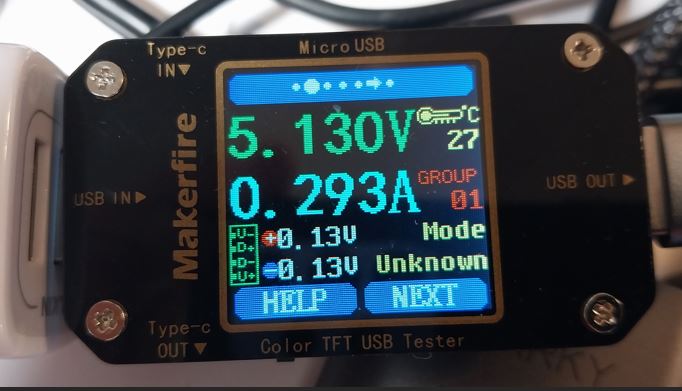 Type-c
IN▼
Micro USB
5.130V
℃
27
0.293A
GROUP
01
USB IN ▶
USB OUT ▶
Makerfire
U-
D+
D-
U+
+0.13V
-0.13V
Mode
Unknown
HELP
NEXT
Type-c
OUT▼
Color TFT USB Tester